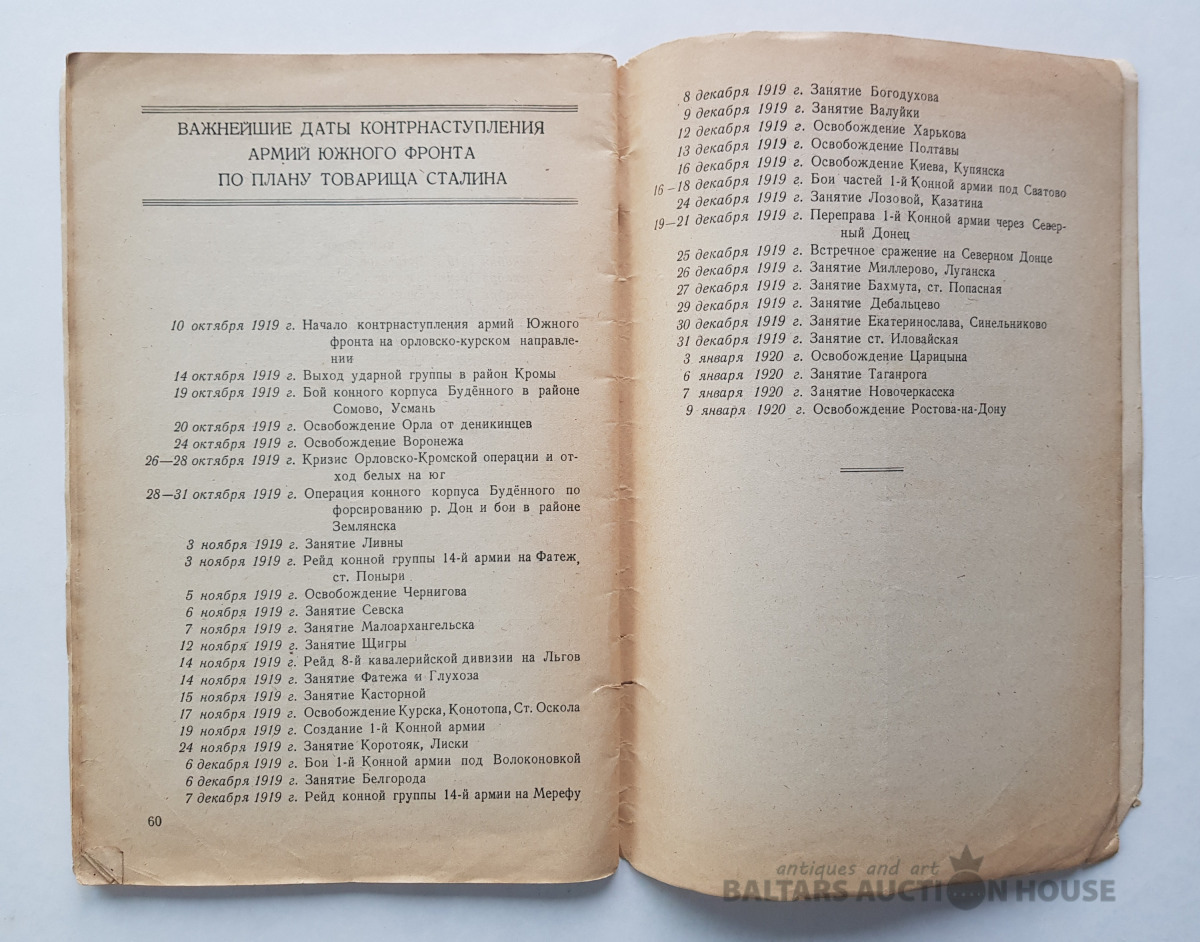 ВАЖНЕЙШИЕ ДАТЫ КОНТРНАСТУПЛЕНИЯ
АРМИЙ ЮЖНОГО ФРОНТА
ПО ПЛАНУ ТОВАРИЩА СТАЛИНА
10 октября 1919 г. Начало контрнаступления армий Южного
фронта на орловско-курском направле-
нии
14 октября 1919 г. Выход ударной группы в район Кромы
19 октября 1919 г. Бой конного корпуса Будённого в районе
Сомово, Усмань
20 октября 1919 г. Освобождение Орла от деникинцев
24 октября 1919 г. Освобождение Воронежа
26—28 октября 1919 г. Кризис Орловско-Кромской операции и от-
ход белых на юг
28—31 октября 1919 г. Операция конного корпуса Будённого по
форсированию р. Дон и бои в районе
Землянска
3 ноября 1919 г. Занятие Ливны
3 ноября 1919 г. Рейд конной группы 14-й армии на Фатеж,
ст. Поныри
5 ноября 1919 г. Освобождение Чернигова
6 ноября 1919 г. Занятие Севска
7 ноября 1919 г. Занятие Малоархангельска
12 ноября 1919 г. Занятие Щигры
14 ноября 1919 г. Рейд 8-й кавалерийской дивизии на Льгов
14 ноября 1919 г. Занятие Фатежа и Глухоза
15 ноября 1919 г. Занятие Касторной
17 ноября 1919 г. Освобождение Курска, Конотопа, Ст. Оскола
19 ноября 1919 г. Создание 1-й Конной армии
24 ноября 1919 г. Занятие Коротояк, Лиски
6 декабря 1919 г. Бои 1-й Конной армии под Волоконовкой
6 декабря 1919 г. Занятие Белгорода
7 декабря 1919 г. Рейд конной группы 14-й армии на Мерефу
60
8 декабря 1919 г. Занятие Богодухова
9 декабря 1919 г. Занятие Валуйки
12 декабря 1919 г. Освобождение Харькова
13 декабря 1919 г. Освобождение Полтавы
16 декабря 1919 г. Освобождение Киева, Купянска
16—18 декабря 1919 г. Бои частей 1-й Конной армии под Сватово
24 декабря 1919 г. Занятие Лозовой, Казатина
19—21 декабря 1919 г. Переправа 1-й Конной армии через Север-
ный Донец
25 декабря 1919 г. Встречное сражение на Северном Донце
26 декабря 1919 г. Занятие Миллерово, Луганска
27 декабря 1919 г. Занятие Бахмута, ст. Попасная
29 декабря 1919 г. Занятие Дебальцево
30 декабря 1919 г. Занятие Екатеринослава, Синельниково
31 декабря 1919 г. Занятие ст. Иловайская
3 января 1920 г. Освобождение Царицына
6 января 1920 г. Занятие Таганрога
7 января 1920 г. Занятие Новочеркасска
9 января 1920 г. Освобождение Ростова-на-Дону
antiques and art
BALTARS AUCTION HOUSE